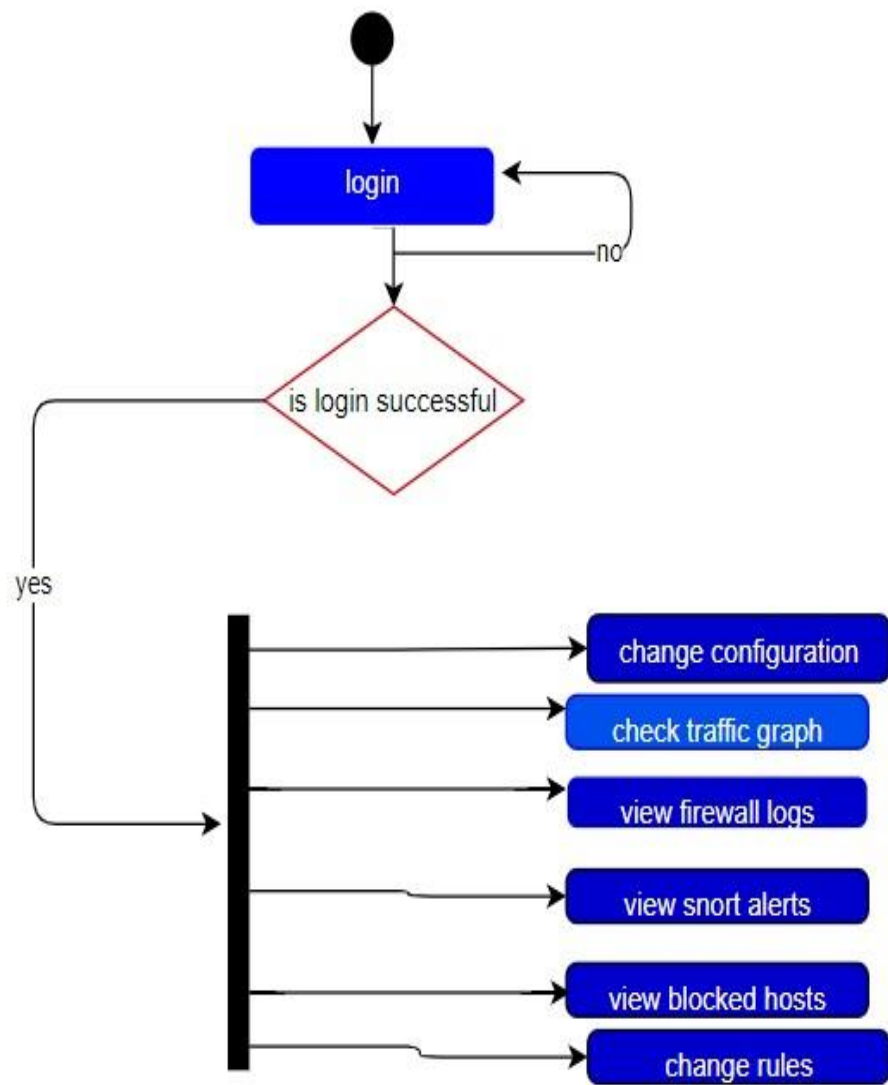 login
no
is login successful
yes
change configuration
check traffic graph
view firewall logs
view snort alerts
view blocked hosts
change rules